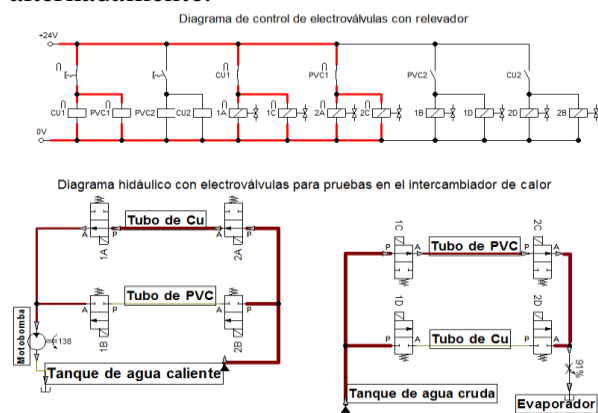 alternadamente.
Diagrama de control de electroválvulas con relevador
+24V
CU1 PVC1 PVC2 CU2
CU1 PVC1 PVC2 CU2
1A 1C 2A 2C 1B 1D 2D 2B
0V
Diagrama hidáulico con electroválvulas para pruebas en el intercambiador de calor
Tubo de Cu
A P A P
1A 2A
Tubo de PVC
A P A P
1B 2B
Motobomba
138
Tanque de agua caliente
1C 2C
P A P A
Tubo de PVC
1D 2D
P A P A
Tubo de Cu
91%
Tanque de agua cruda
Evaporador